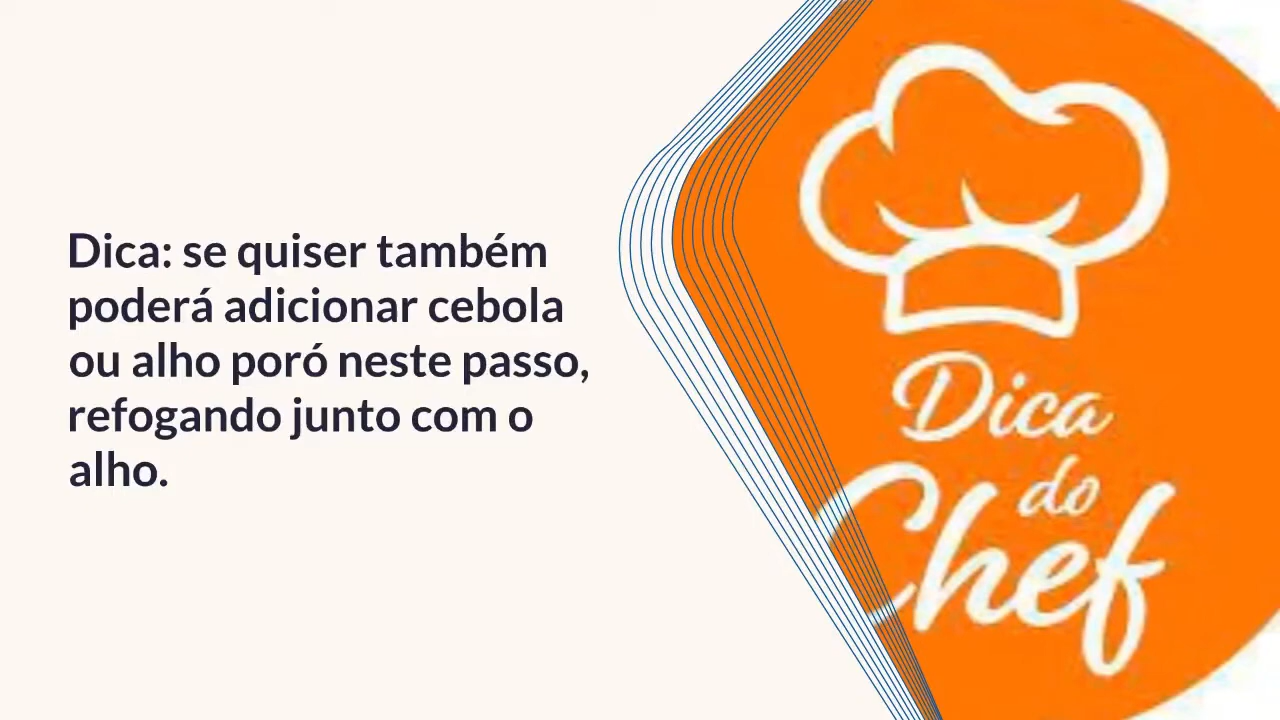 Dica: se quiser também
poderá adicionar cebola
ou alho poró neste passo,
refogando junto com o
alho.
Dica
do
Chef